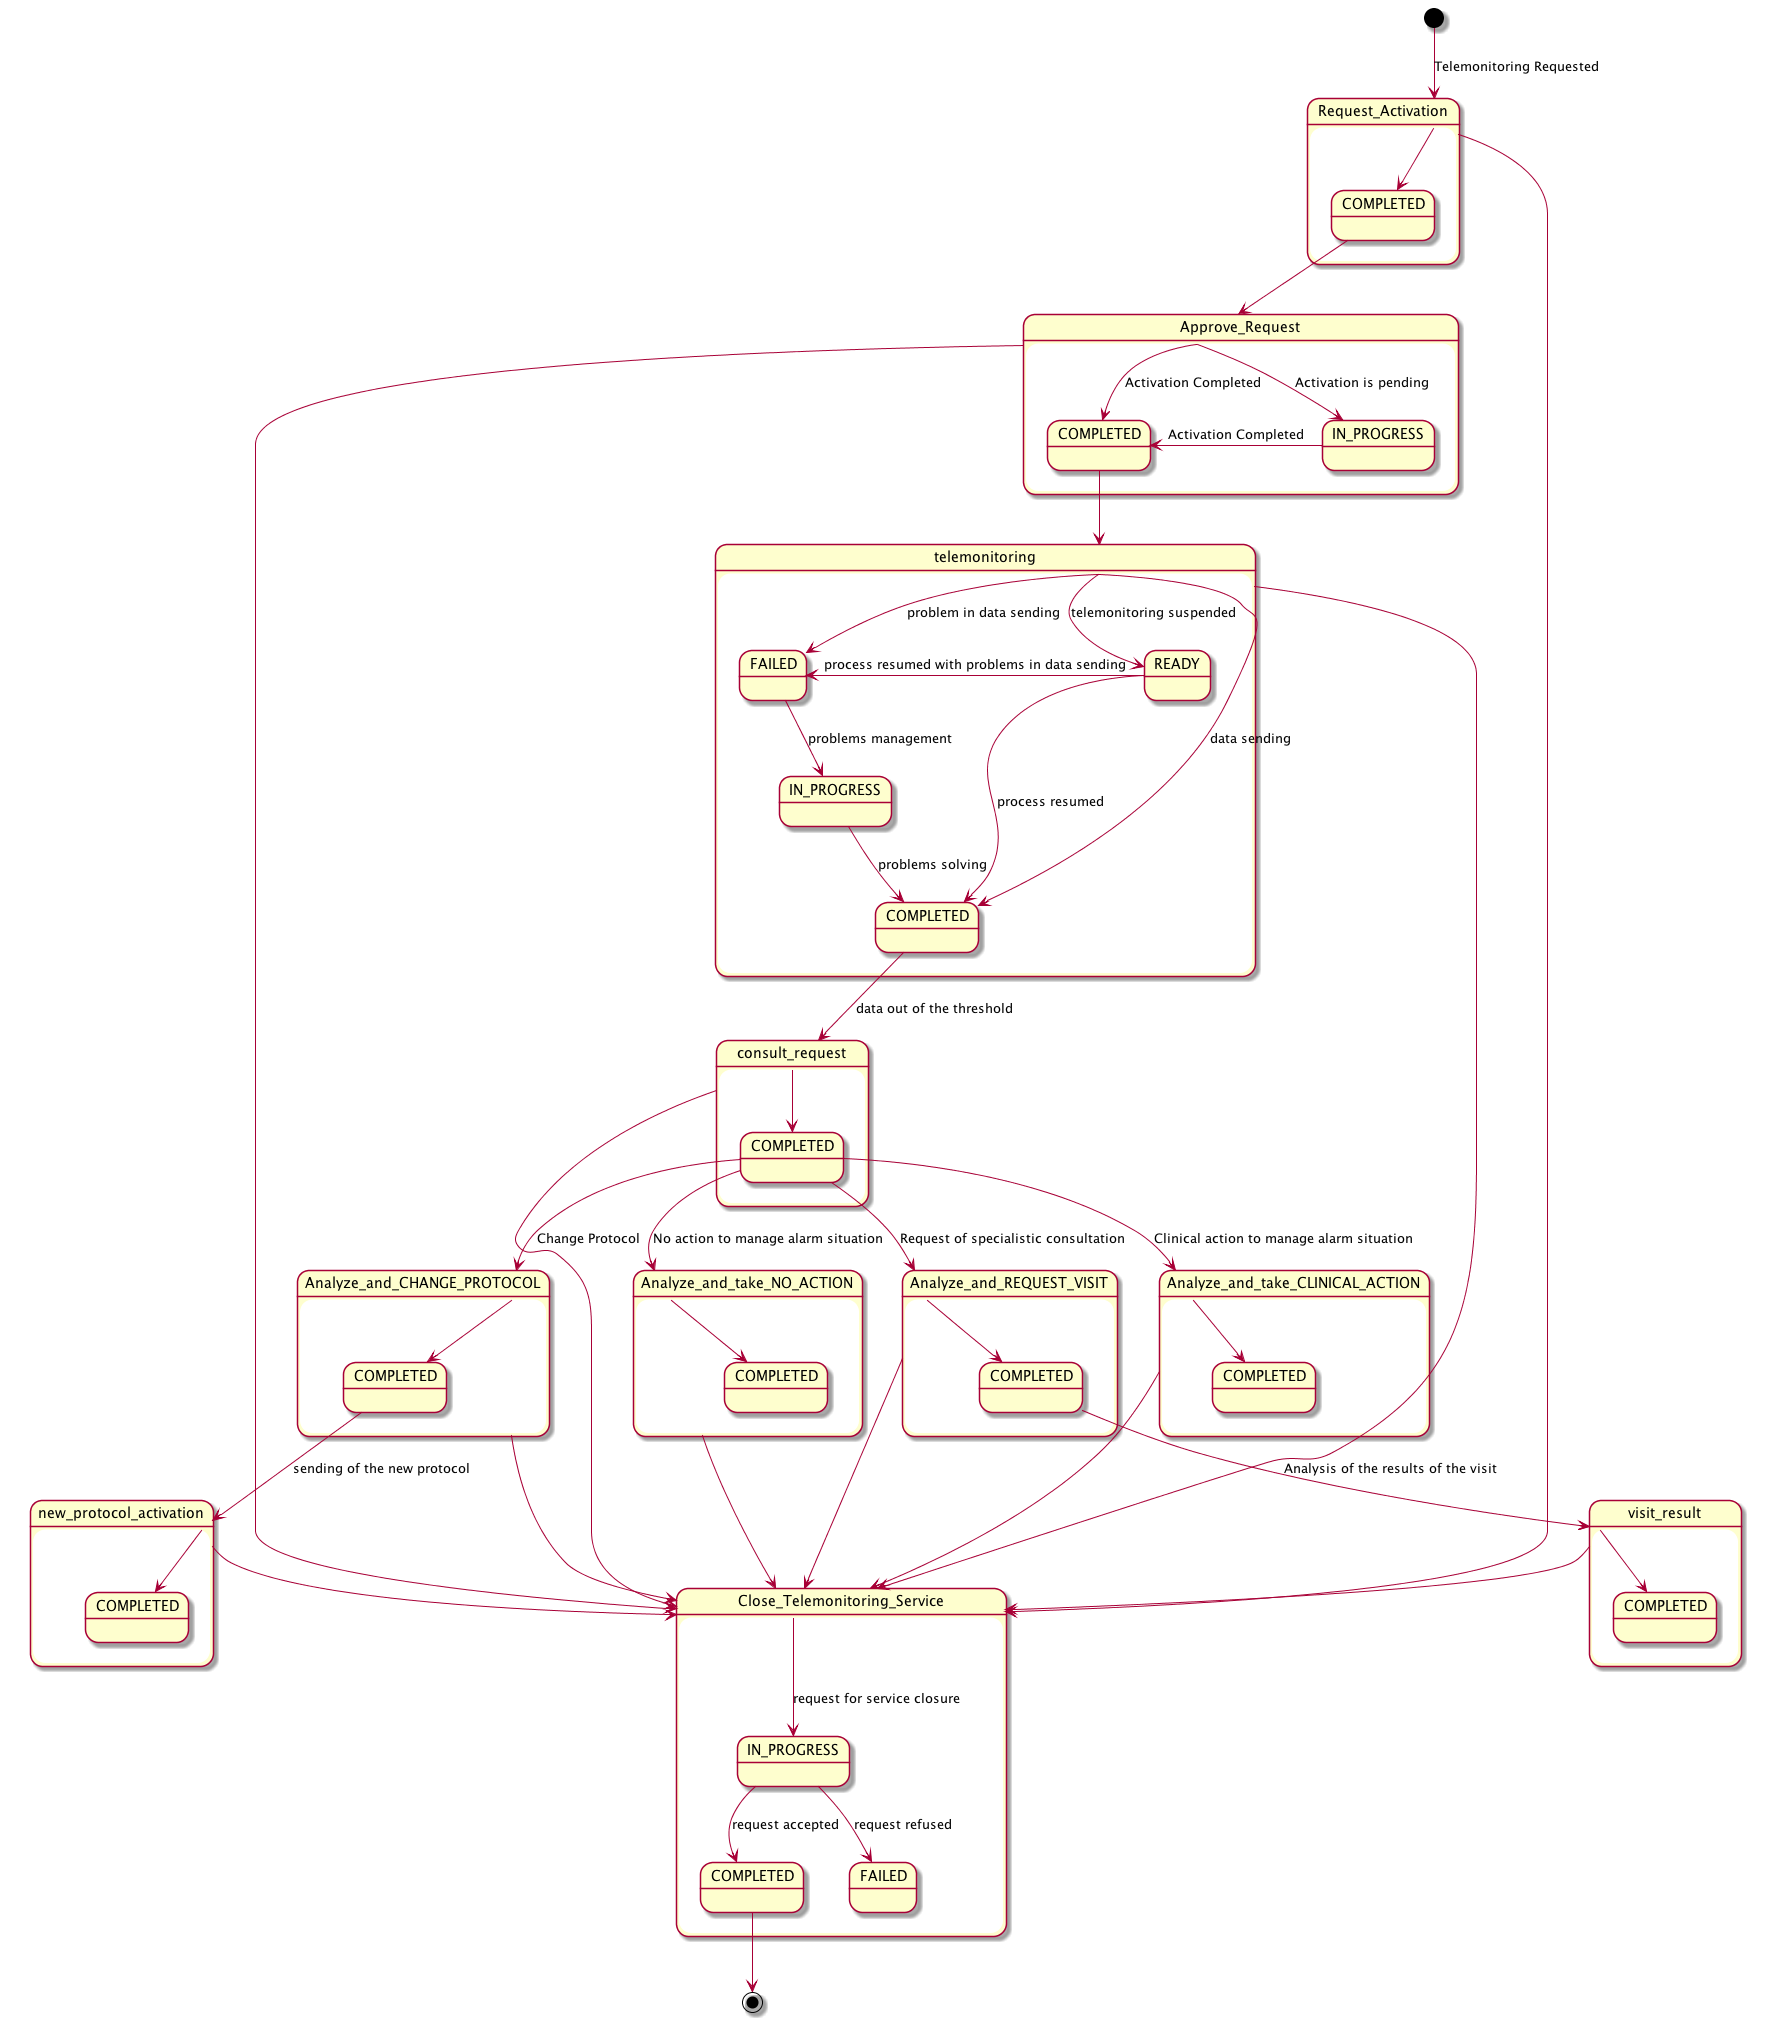 Telemonitoring Requested
Request_Activation
COMPLETED
Approve_Request
Activation Completed
Activation is pending
COMPLETED
Activation Completed
IN_PROGRESS
telemonitoring
problem in data sending
telemonitoring suspended
FAILED
process resumed with problems in data sending
READY
problems management
data sending
IN_PROGRESS
process resumed
problems solving
COMPLETED
data out of the threshold
consult_request
COMPLETED
Change Protocol
No action to manage alarm situation
Request of specialistic consultation
Clinical action to manage alarm situation
Analyze_and_CHANGE_PROTOCOL
Analyze_and_take_NO_ACTION
Analyze_and_REQUEST_VISIT
Analyze_and_take_CLINICAL_ACTION
COMPLETED
COMPLETED
COMPLETED
COMPLETED
sending of the new protocol
Analysis of the results of the visit
new_protocol_activation
visit_result
COMPLETED
Close_Telemonitoring_Service
COMPLETED
request for service closure
IN_PROGRESS
request accepted
request refused
COMPLETED
FAILED